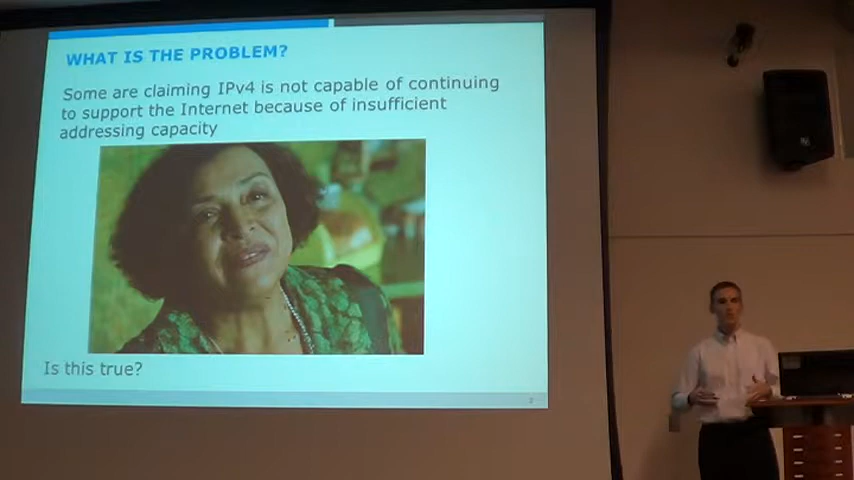 WHAT IS THE PROBLEM?
Some are claiming IPv4 is not capable of continuing
to support the Internet because of insufficient
addressing capacity
Is this true?
2